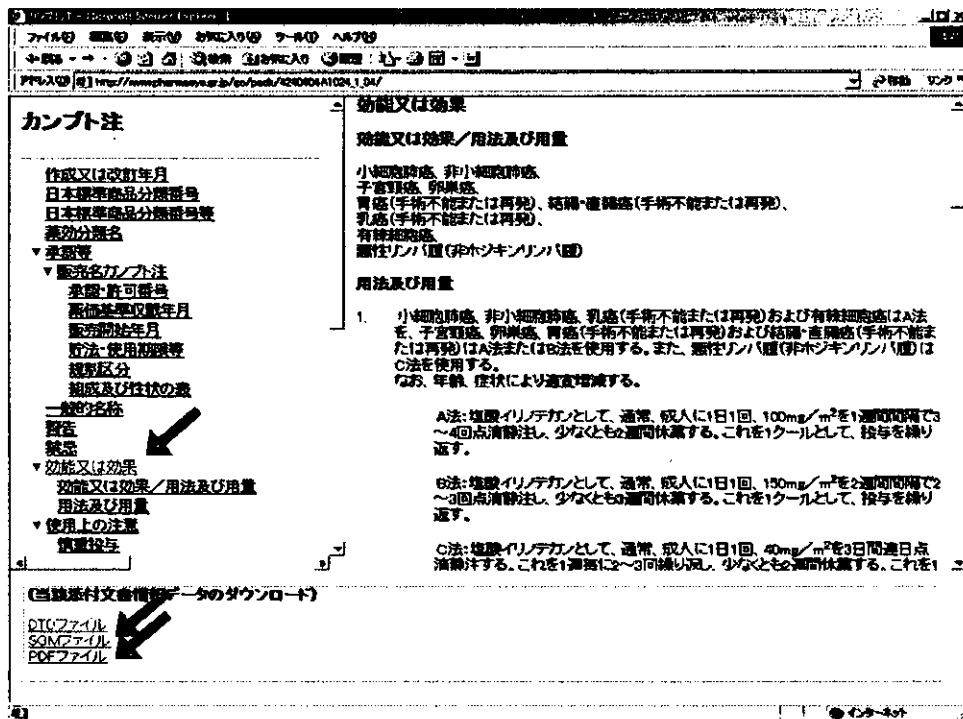 ファイル(F) 編集(E) 表示(V) お気に入り(A) ツール(T) ヘルプ(H)
カンプト注
作成又は改訂年月
日本標準商品分類番号
日本標準商品分類番号等
薬効分類名
▼承認等
▼販売名カンプト注
承認・許可番号
薬価基準収載年月
販売開始年月
貯法・使用期限等
規制区分
組成及び性状の表
一般的名称
警告
禁忌
▼効能又は効果
効能又は効果／用法及び用量
用法及び用量
▼使用上の注意
慎重投与
効能又は効果
効能又は効果／用法及び用量
小細胞肺癌、非小細胞肺癌、
子宮頸癌、卵巣癌、
胃癌(手術不能または再発)、結腸・直腸癌(手術不能または再発)、
乳癌(手術不能または再発)、
有棘細胞癌、
悪性リンパ腫(非ホジキンリンパ腫)
用法及び用量
1. 小細胞肺癌、非小細胞肺癌、乳癌(手術不能または再発)および有棘細胞癌はA法
を、子宮頸癌、卵巣癌、胃癌(手術不能または再発)および結腸・直腸癌(手術不能ま
たは再発)はA法またはB法を使用する。また、悪性リンパ腫(非ホジキンリンパ腫)は
C法を使用する。
なお、年齢、症状により適宜増減する。
A法:塩酸イリノテカンとして、通常、成人に1日1回、100mg／m²を1週間間隔で3
～4回点滴静注し、少なくとも2週間休薬する。これを1クールとして、投与を繰り
返す。
B法:塩酸イリノテカンとして、通常、成人に1日1回、150mg／m²を2週間間隔で2
～3回点滴静注し、少なくとも3週間休薬する。これを1クールとして、投与を繰り
返す。
C法:塩酸イリノテカンとして、通常、成人に1日1回、40mg／m²を3日間連日点
滴静注する。これを1週毎に2～3回繰り返し、少なくとも2週間休薬する。これを1
(当該添付文書情報データのダウンロード)
DTDファイル
SGMファイル
PDFファイル
インターネット